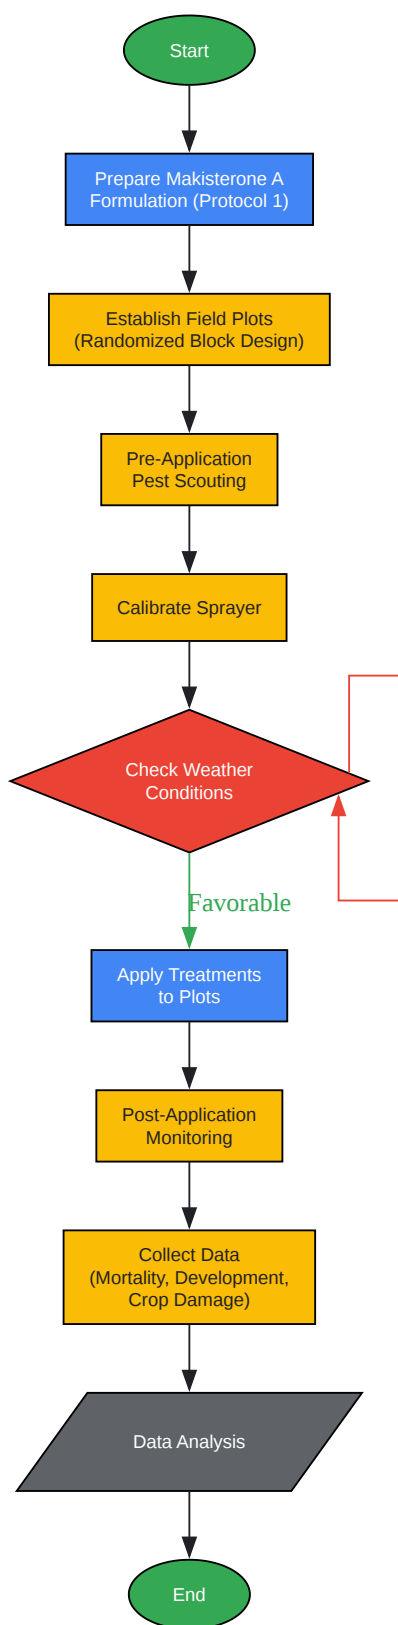 Start
Prepare Makisterone A
Formulation (Protocol 1)
Establish Field Plots
(Randomized Block Design)
Pre-Application
Pest Scouting
Calibrate Sprayer
Check Weather
Conditions
Favorable
Apply Treatments
to Plots
Post-Application
Monitoring
Collect Data
(Mortality, Development,
Crop Damage)
Data Analysis
End